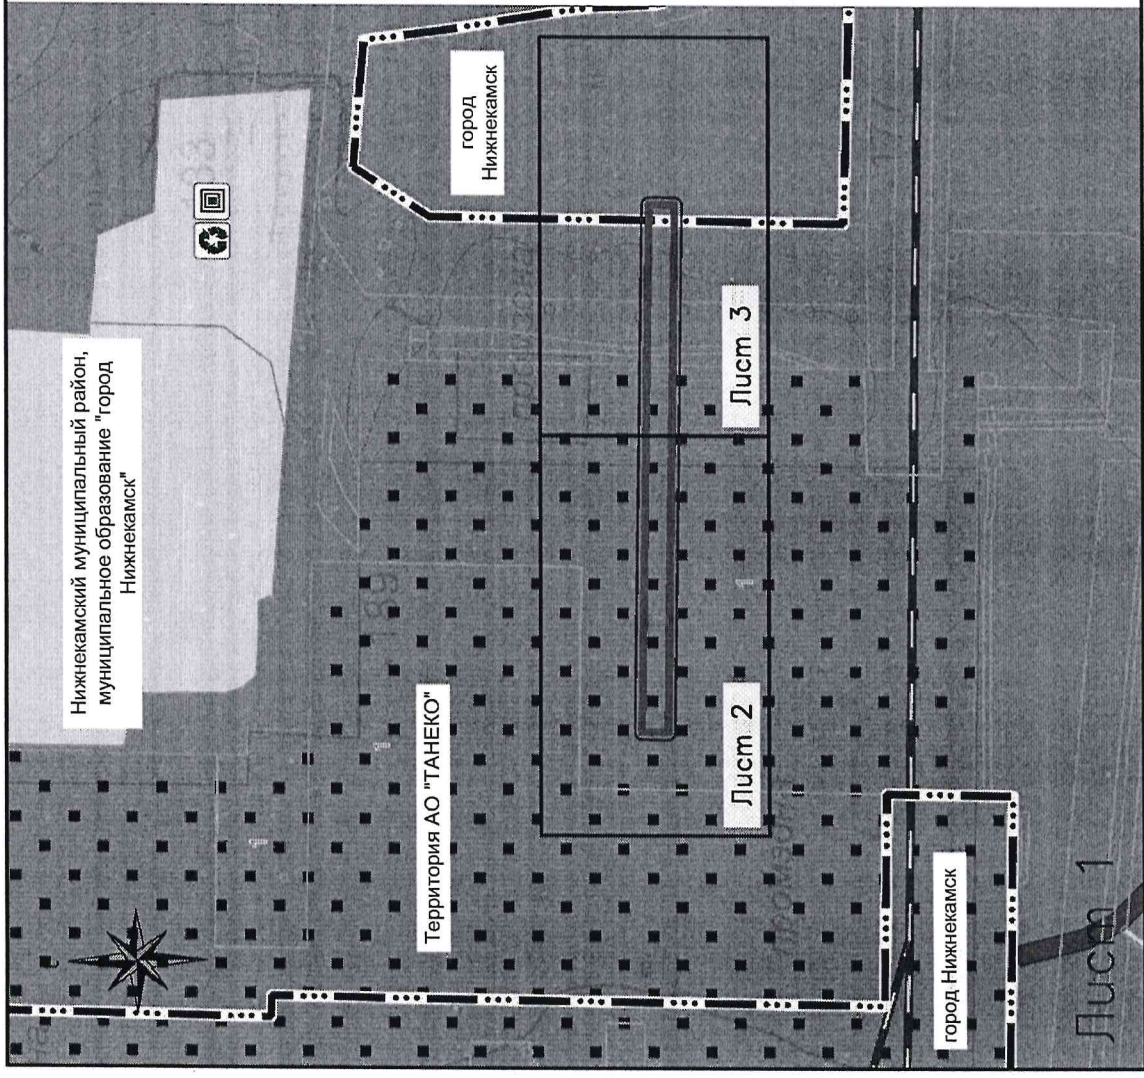 Нижнекамский муниципальный район,
муниципальное образование "город
Нижнекамск"
город
Нижнекамск
Территория АО "ТАНЕКО"
Лист 2
Лист 3
город Нижнекамск
Лист 1